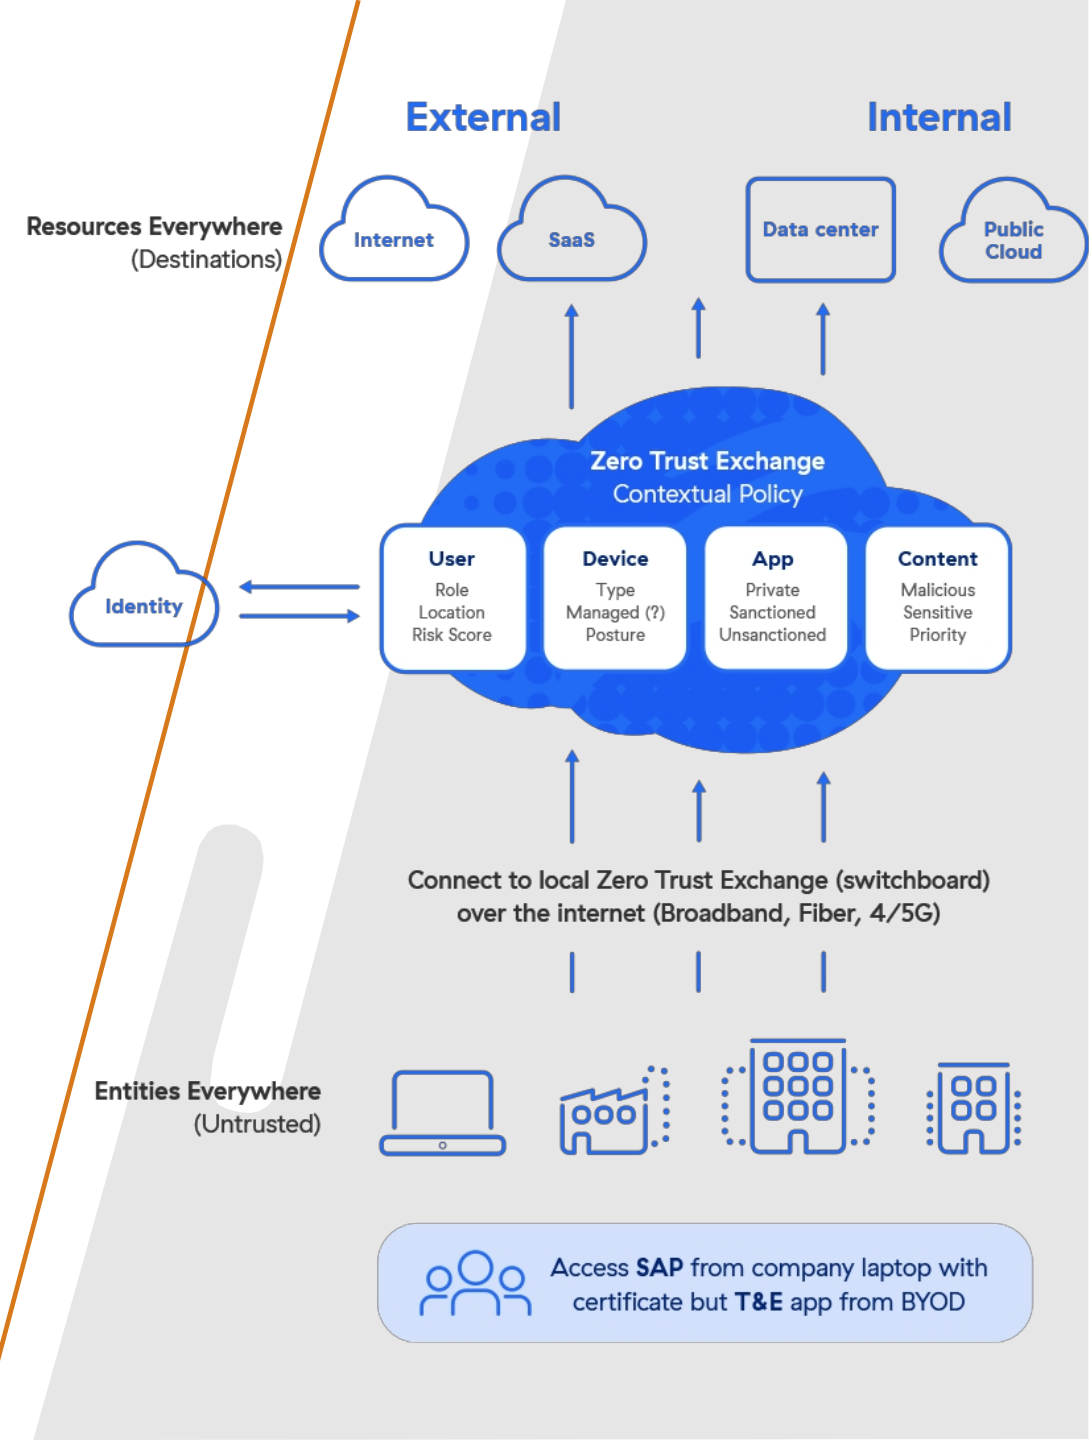 External
Internal
Resources Everywhere
(Destinations)
Internet
SaaS
Data center
Public
Cloud
Zero Trust Exchange
Contextual Policy
User
Role
Location
Risk Score
Device
Type
Managed (?)
Posture
App
Private
Sanctioned
Unsanctioned
Content
Malicious
Sensitive
Priority
Identity
Connect to local Zero Trust Exchange (switchboard)
over the internet (Broadband, Fiber, 4/5G)
Entities Everywhere
(Untrusted)
Access SAP from company laptop with
certificate but T&E app from BYOD